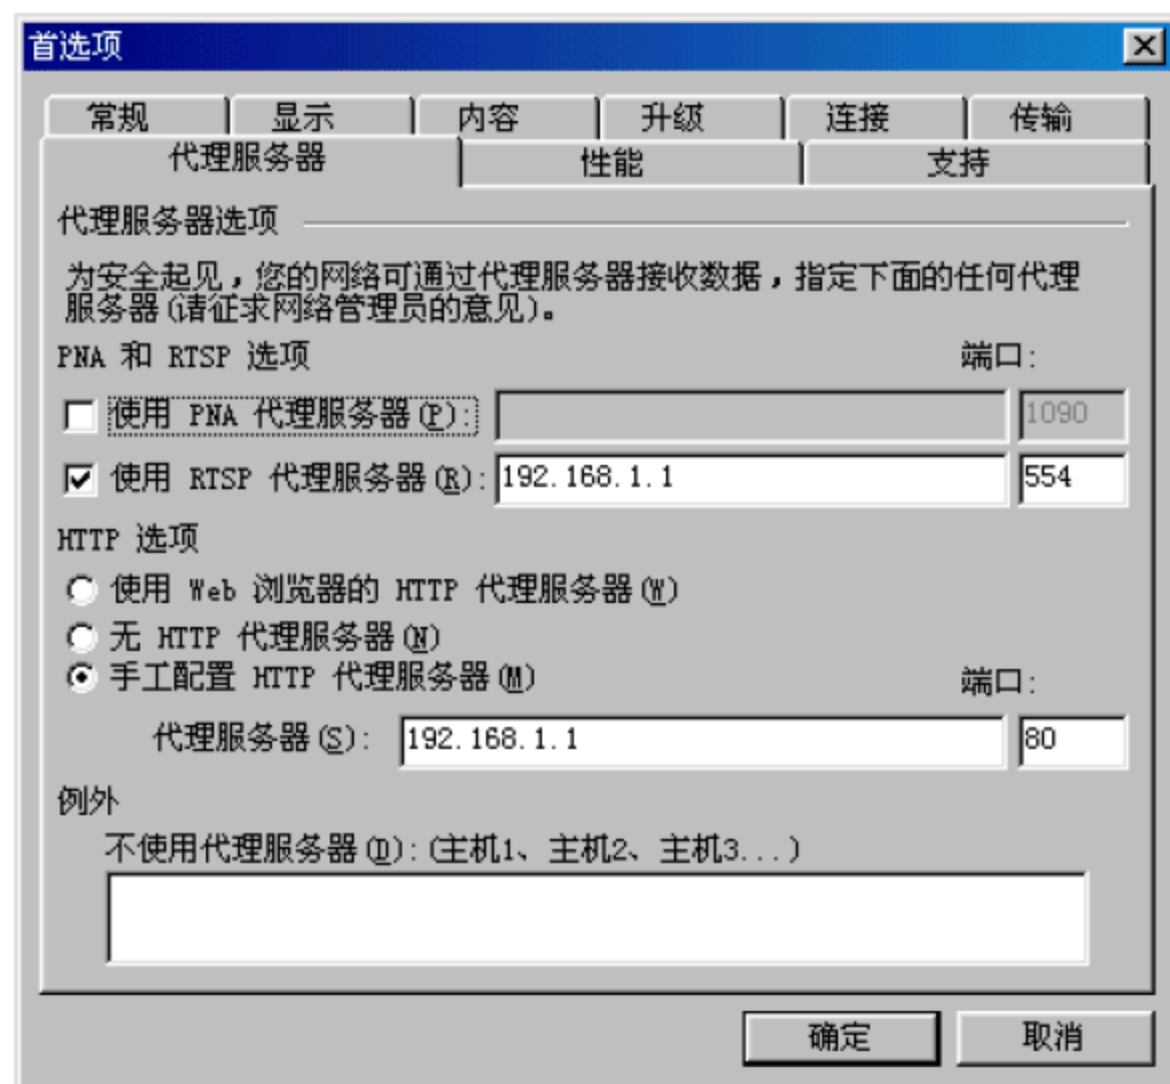 首选项
常规 显示 内容 升级 连接 传输
代理服务器 性能 支持
代理服务器选项
为安全起见，您的网络可通过代理服务器接收数据，指定下面的任何代理
服务器(请征求网络管理员的意见)。
PNA 和 RTSP 选项 端口:
使用 PNA 代理服务器(P): 1090
使用 RTSP 代理服务器(R): 192.168.1.1 554
HTTP 选项
使用 Web 浏览器的 HTTP 代理服务器(W)
无 HTTP 代理服务器(N)
手工配置 HTTP 代理服务器(M) 端口:
代理服务器(S): 192.168.1.1 80
例外
不使用代理服务器(D): (主机1、主机2、主机3...)
确定 取消